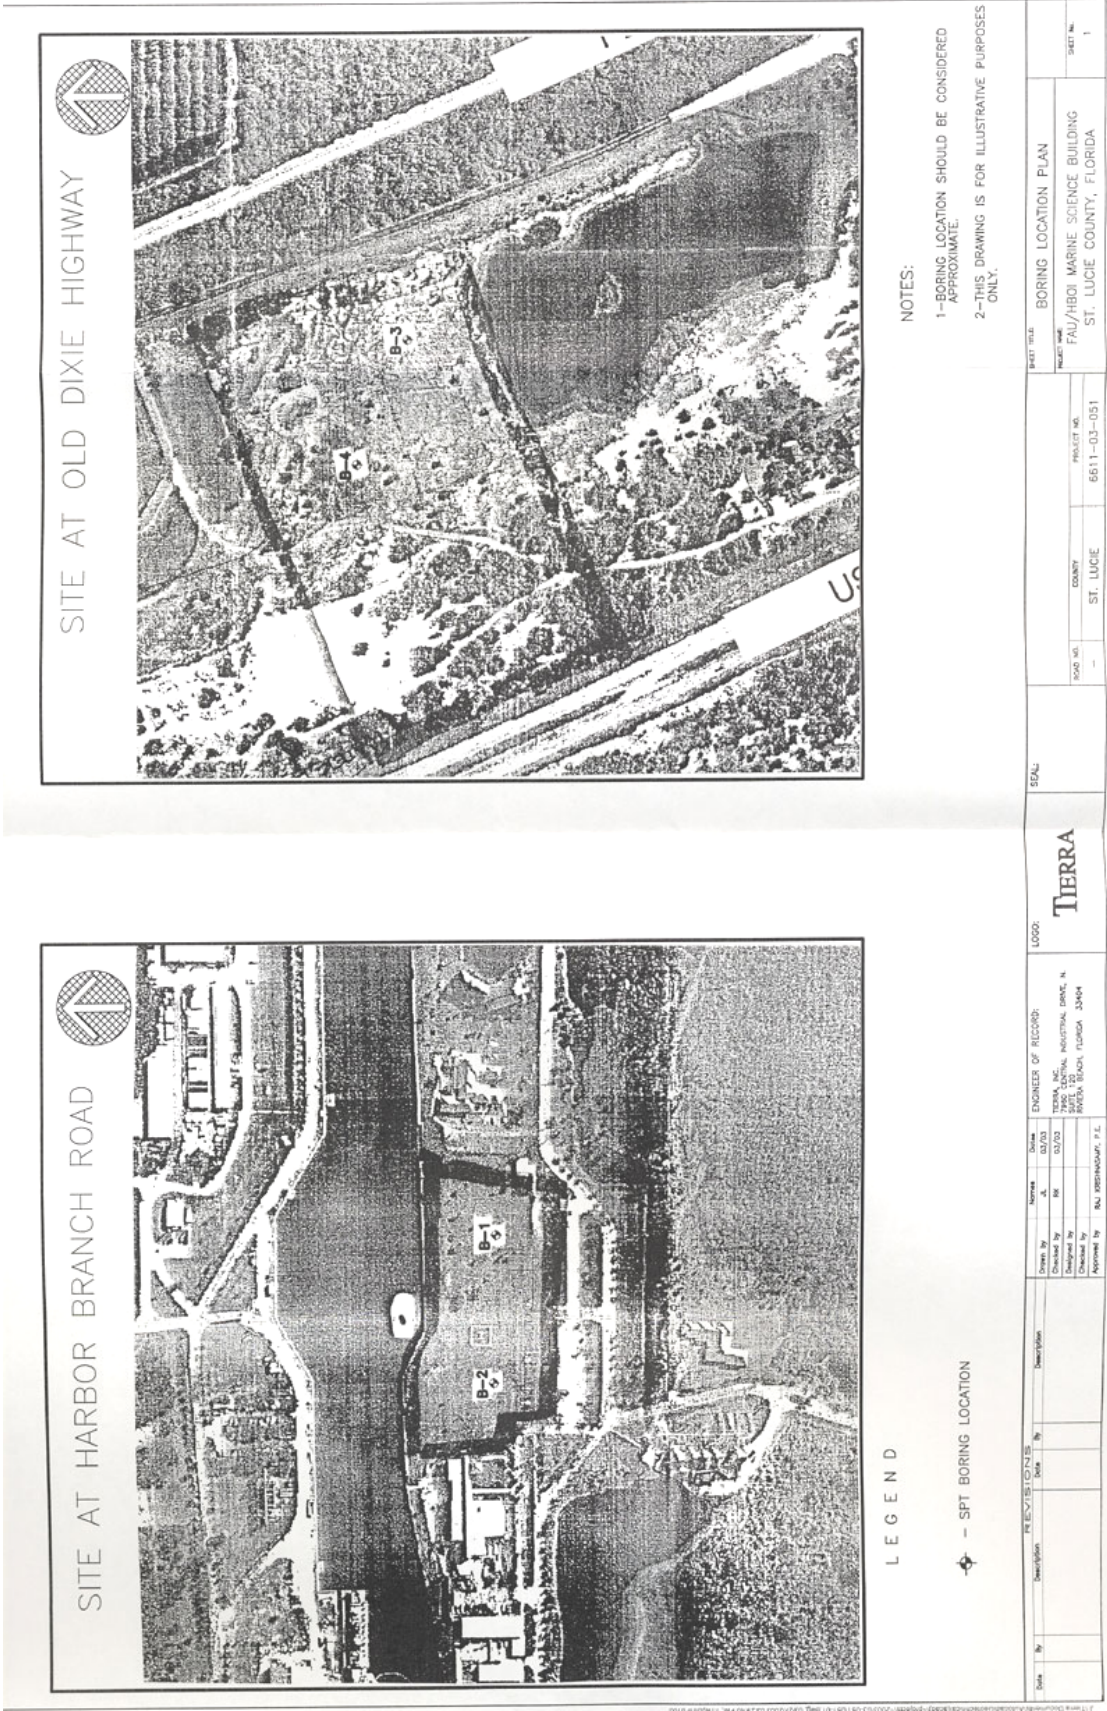 SITE AT HARBOR BRANCH ROAD
B-2
B-1
SITE AT OLD DIXIE HIGHWAY
B-4
B-3
US
LEGEND
– SPT BORING LOCATION
NOTES:
1–BORING LOCATION SHOULD BE CONSIDERED
APPROXIMATE.
2–THIS DRAWING IS FOR ILLUSTRATIVE PURPOSES
ONLY.
REVISIONS
Date By Description Date By Description
Names Dates
Drawn by JL 03/03
Checked by RK 03/03
Designed by
Checked by
Approved by RAJ KRISHNASAMY, P.E.
ENGINEER OF RECORD:
TIERRA, INC.
7960 CENTRAL INDUSTRIAL DRIVE, N.
SUITE 120
RIVIERA BEACH, FLORIDA 33404
LOGO:
TIERRA
SEAL:
ROAD NO. COUNTY PROJECT NO.
– ST. LUCIE 6611-03-051
SHEET TITLE:
BORING LOCATION PLAN
PROJECT NAME:
FAU/HBOI MARINE SCIENCE BUILDING
ST. LUCIE COUNTY, FLORIDA
SHEET No.
1